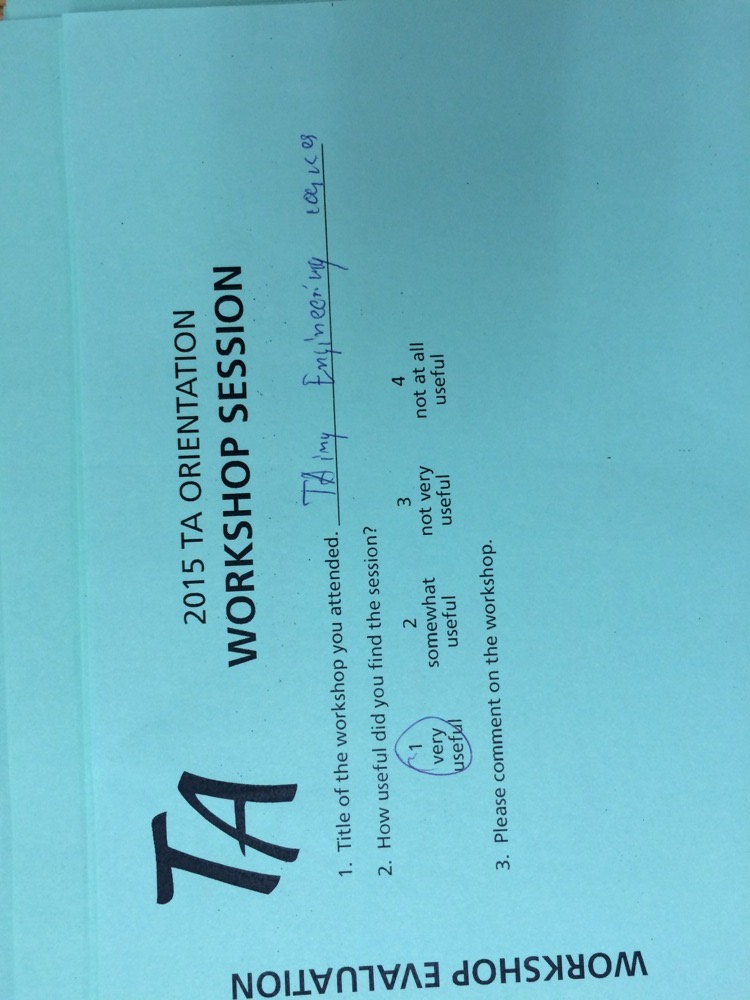 TA
2015 TA ORIENTATION
WORKSHOP SESSION
1. Title of the workshop you attended. TAing Engineering
2. How useful did you find the session?
1 2 3 4
very somewhat not very not at all
useful useful useful useful
3. Please comment on the workshop.
WORKSHOP EVALUATION